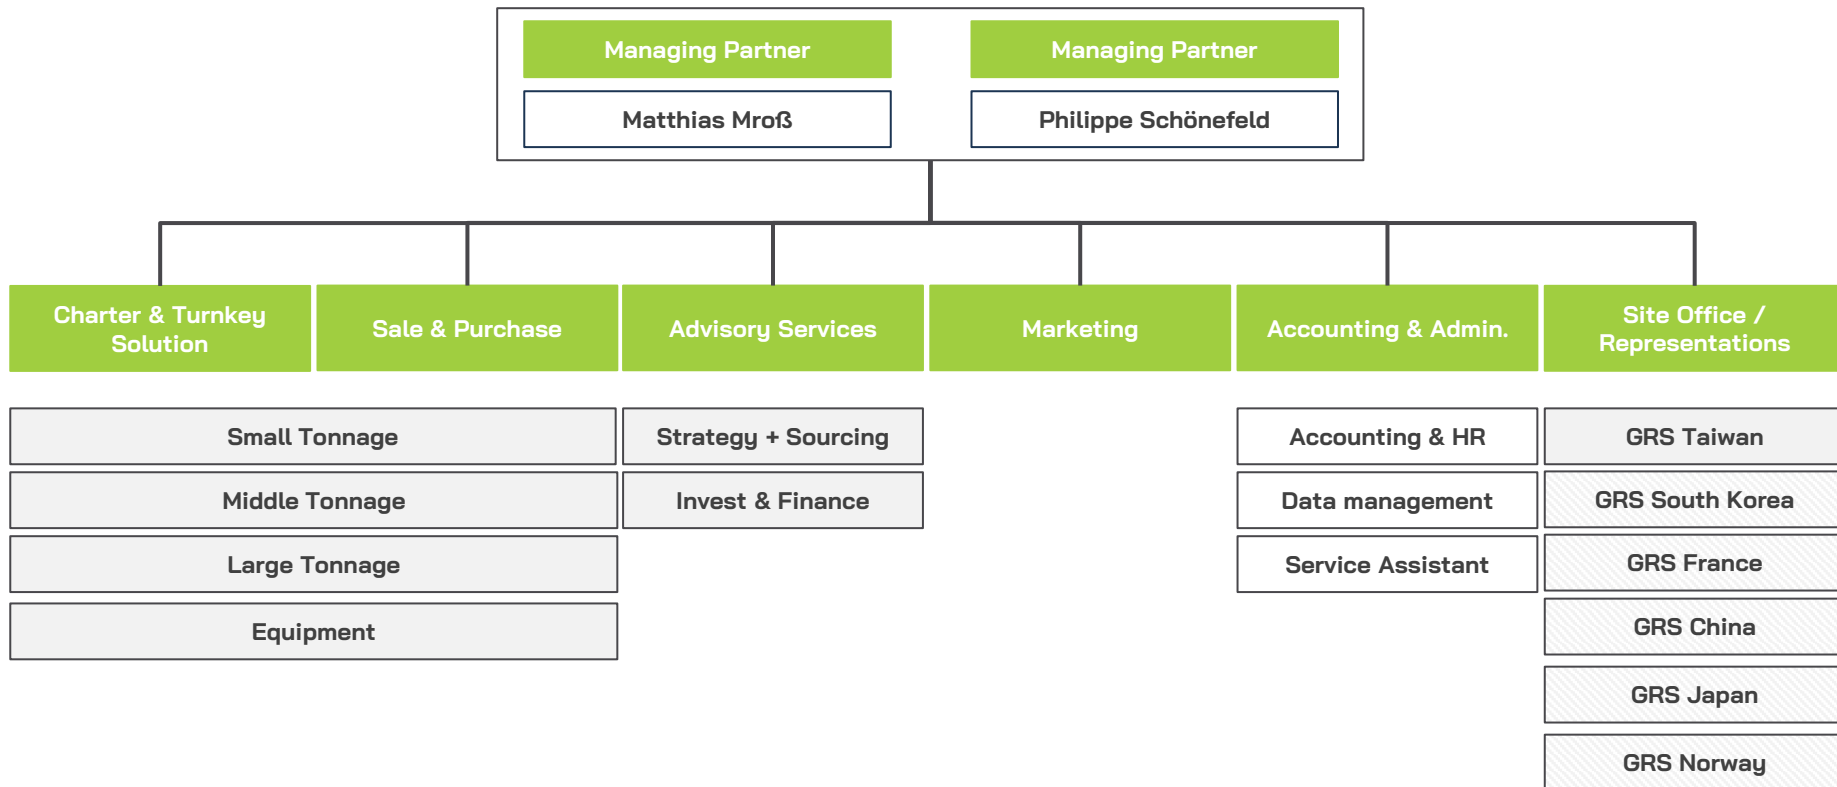 Managing Partner
Managing Partner
Matthias Mroß
Philippe Schönefeld
Charter & Turnkey
Solution
Sale & Purchase
Advisory Services
Marketing
Accounting & Admin.
Site Office /
Representations
Small Tonnage
Middle Tonnage
Large Tonnage
Equipment
Strategy + Sourcing
Invest & Finance
Accounting & HR
Data management
Service Assistant
GRS Taiwan
GRS South Korea
GRS France
GRS China
GRS Japan
GRS Norway